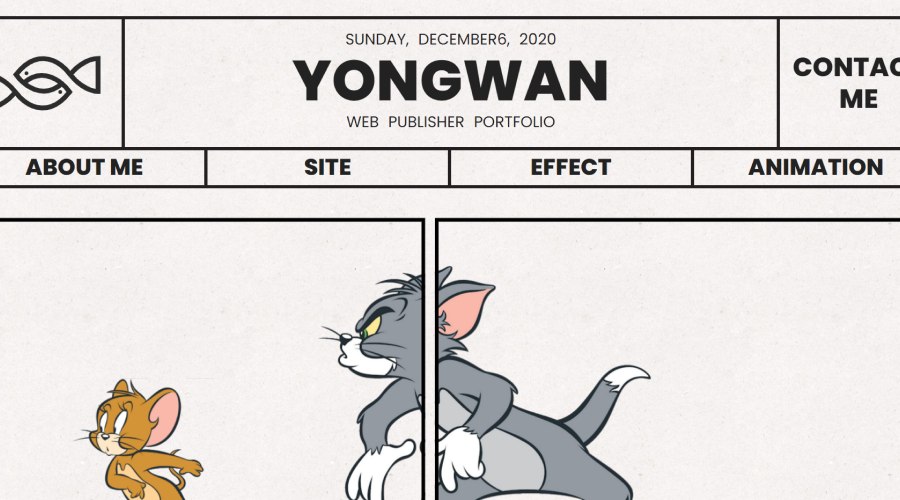 SUNDAY, DECEMBER6, 2020
YONGWAN
WEB PUBLISHER PORTFOLIO
CONTAC
ME
ABOUT ME
SITE
EFFECT
ANIMATION